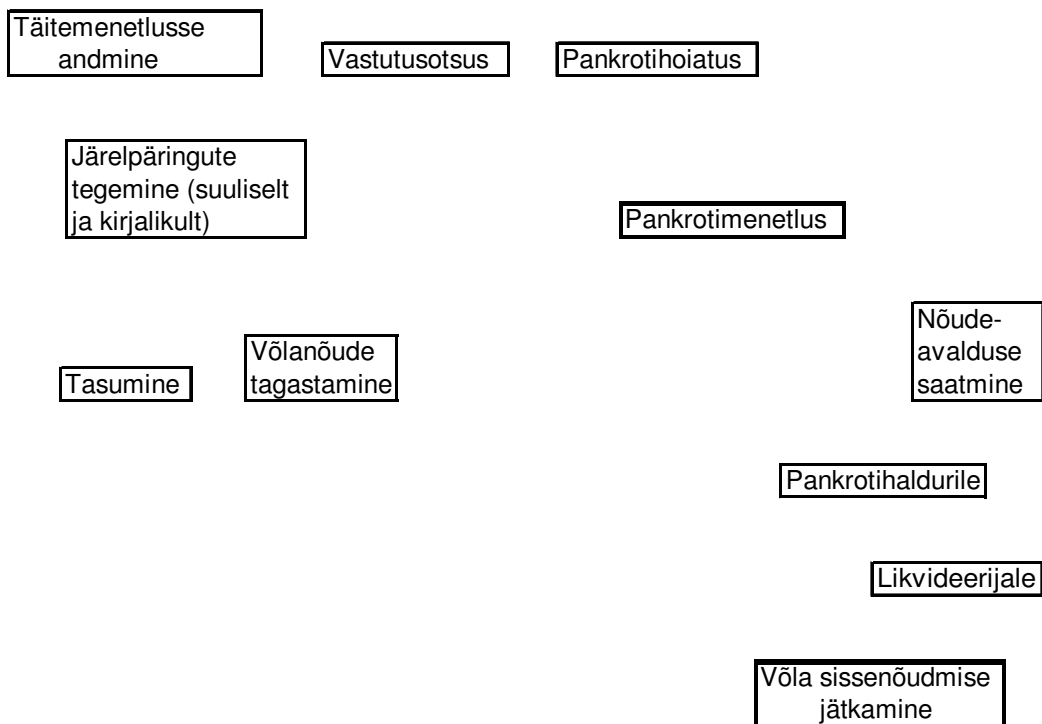 Täitemenetlusse
andmine
Vastutusotsus
Pankrotihoiatus
Järelpäringute
tegemine (suuliselt
ja kirjalikult)
Pankrotimenetlus
Nõude-
avalduse
saatmine
Võlanõude
tagastamine
Tasumine
Pankrotihaldurile
Likvideerijale
Võla sissenõudmise
jätkamine